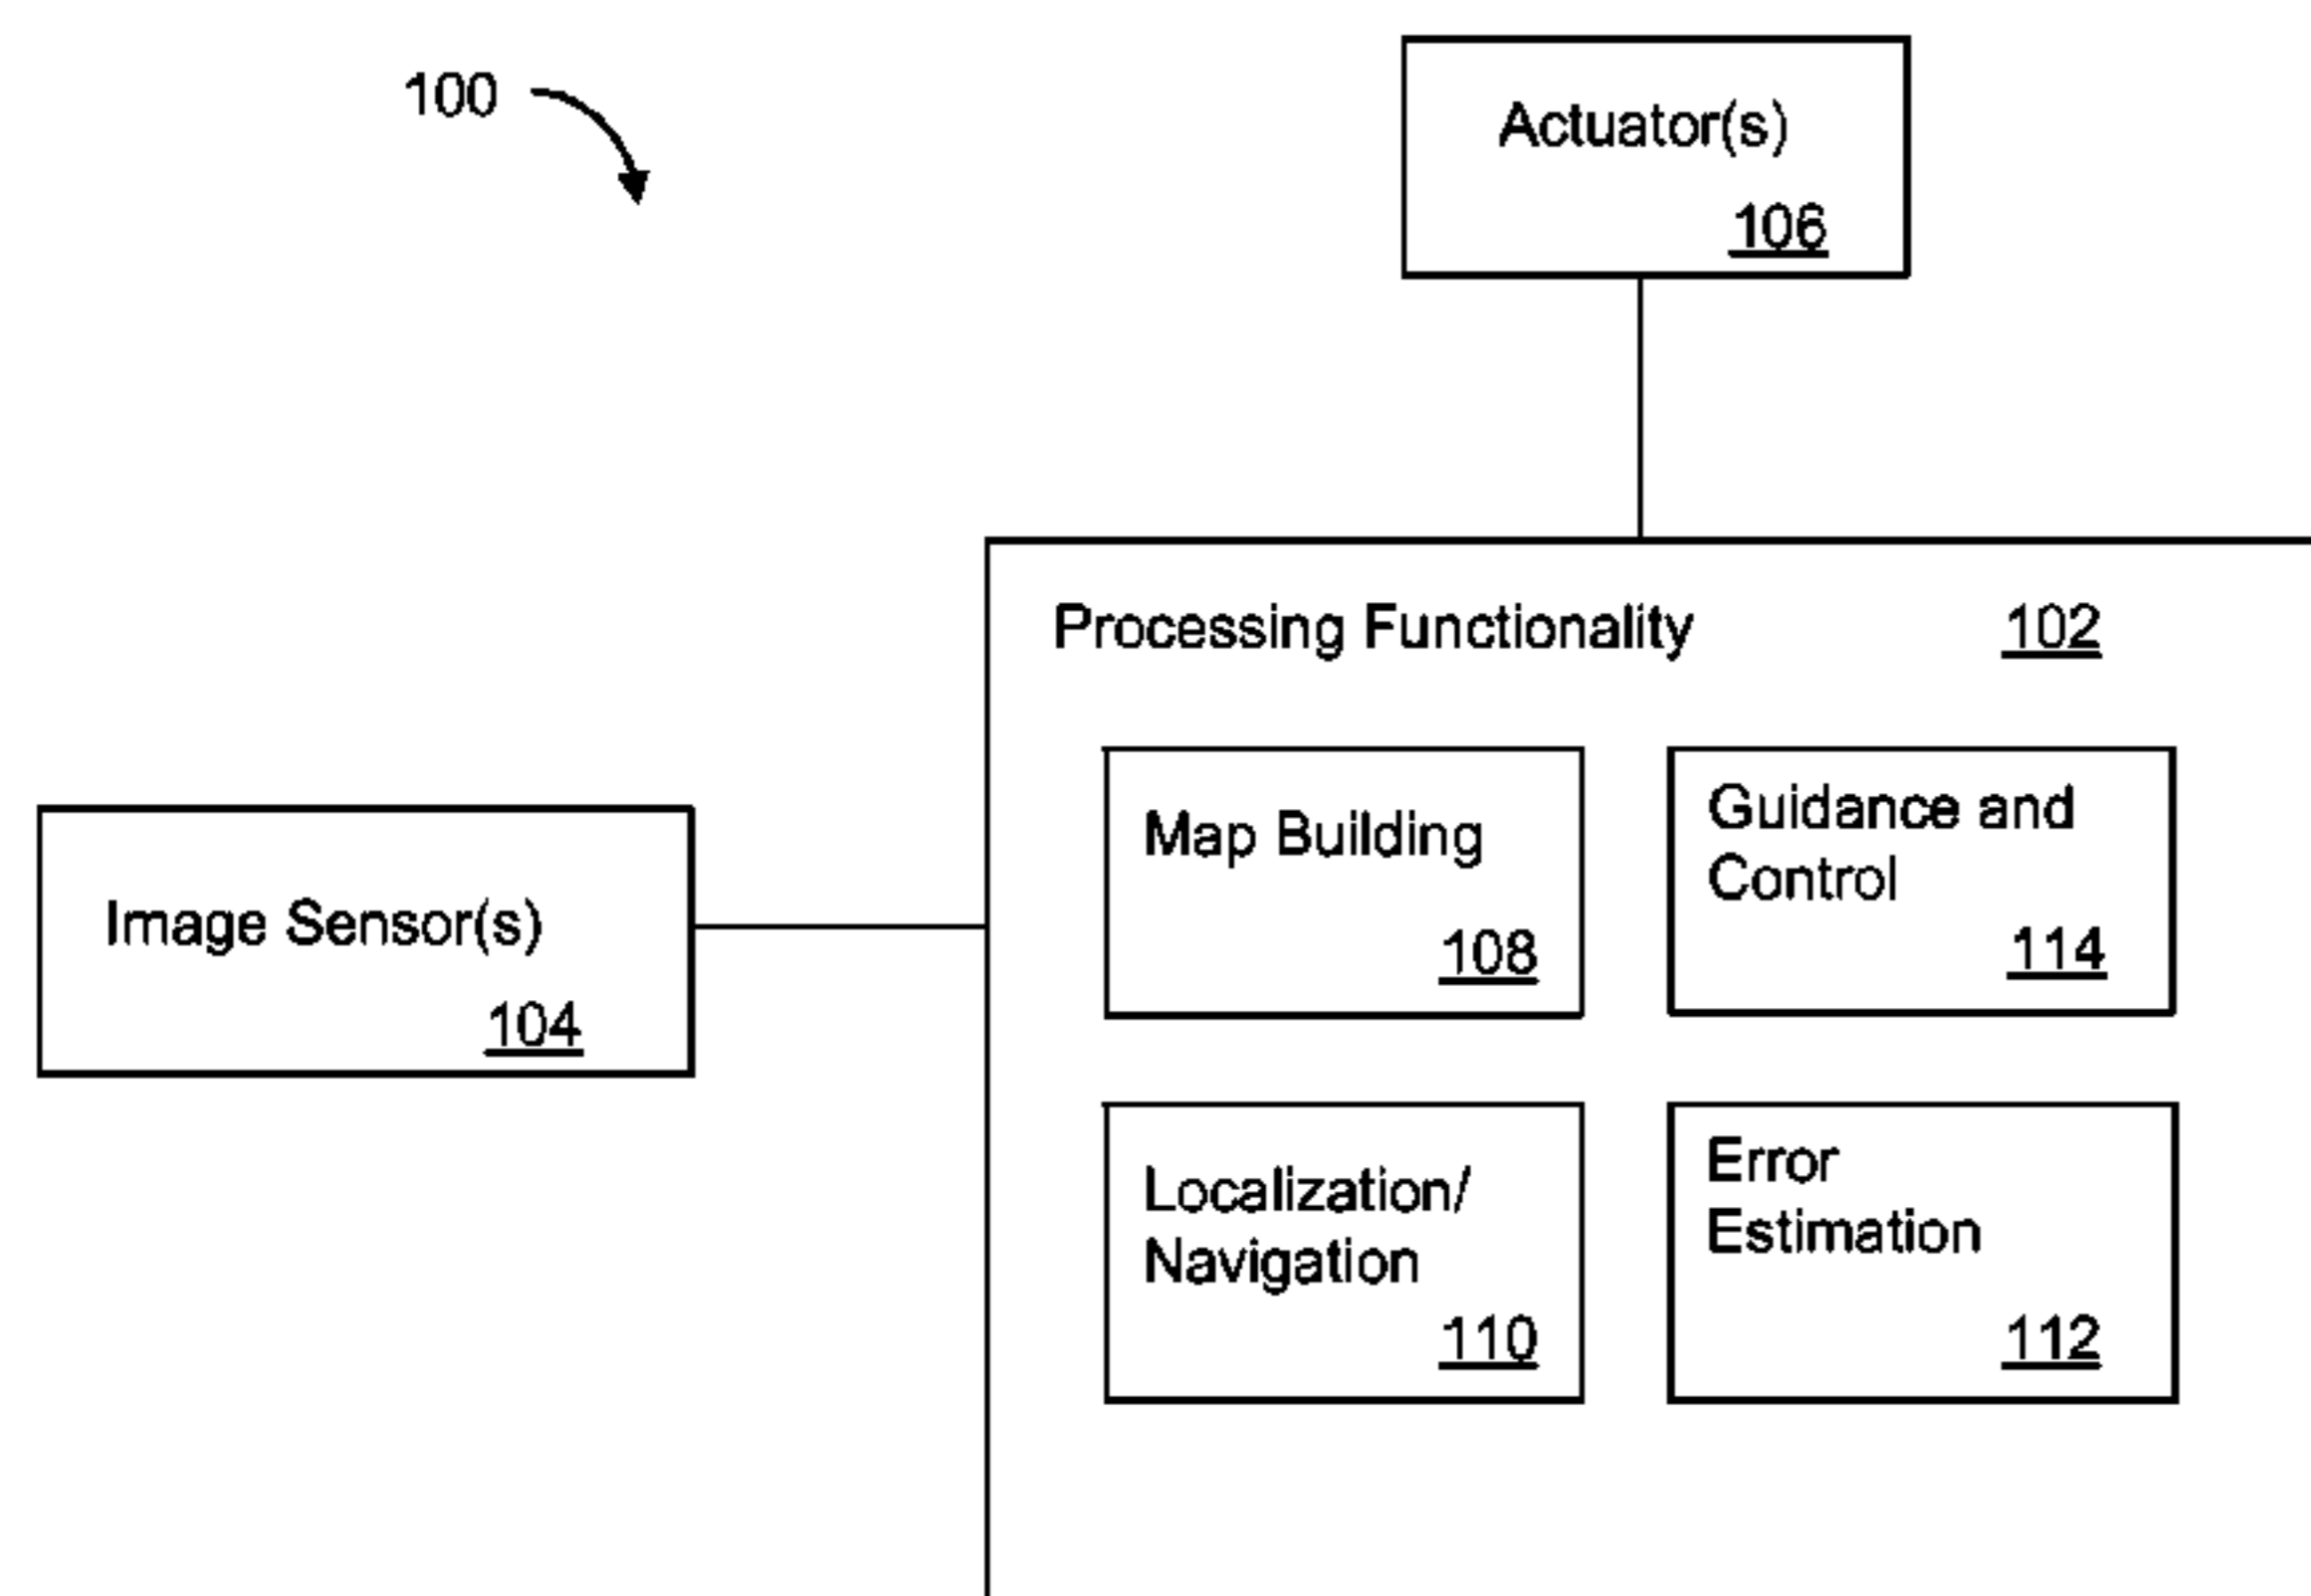 100
Actuator(s)
106
Processing Functionality 102
Map Building
108
Guidance and
Control
114
Image Sensor(s)
104
Localization/
Navigation
110
Error
Estimation
112